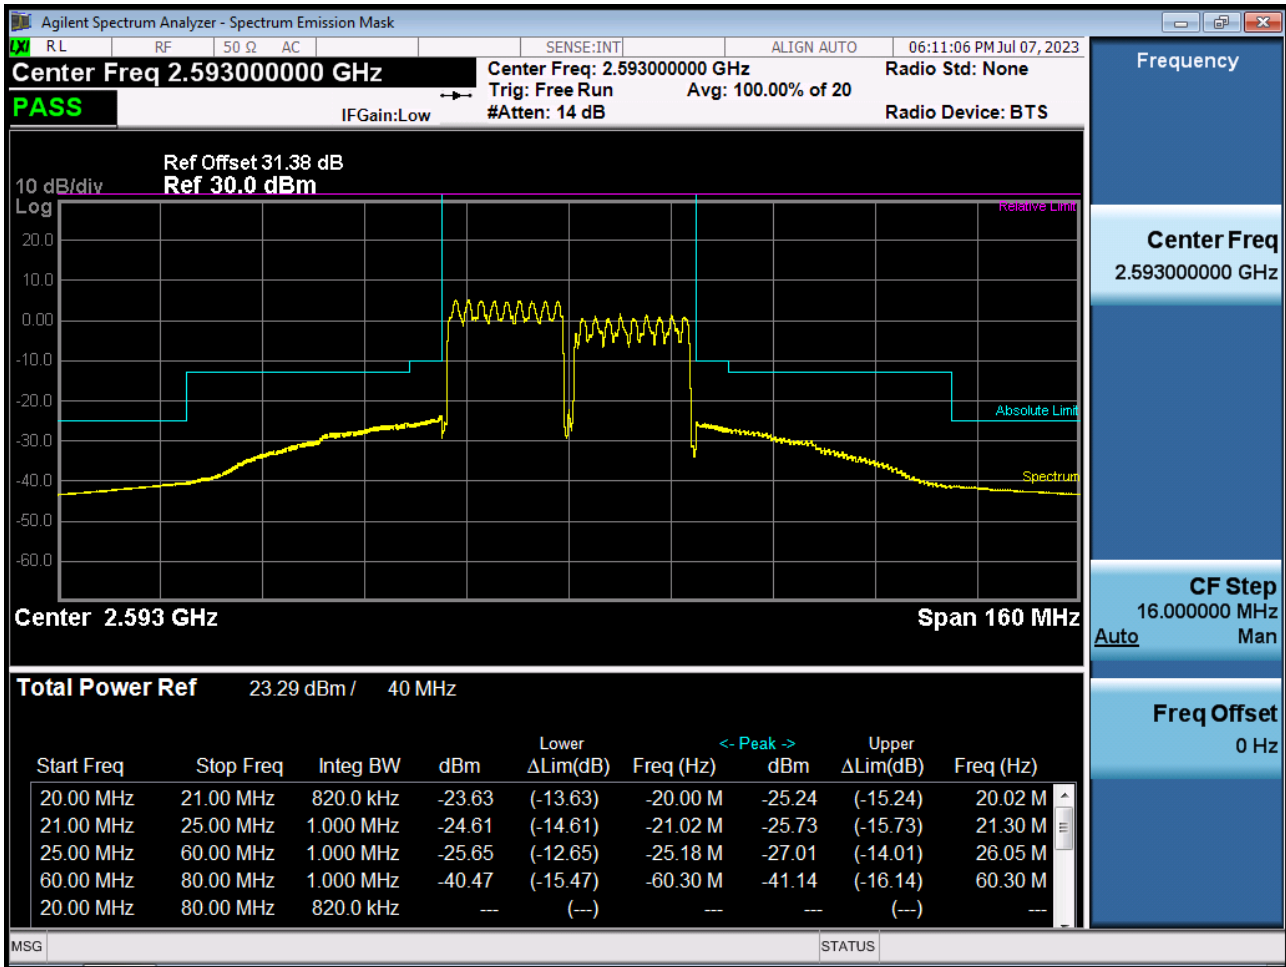 Agilent Spectrum Analyzer - Spectrum Emission Mask
LXI RL RF 50 Ω AC SENSE:INT ALIGN AUTO 06:11:06 PM Jul 07, 2023
Center Freq 2.593000000 GHz
Center Freq: 2.593000000 GHz Radio Std: None
Trig: Free Run Avg: 100.00% of 20
PASS IFGain:Low #Atten: 14 dB Radio Device: BTS
Ref Offset 31.38 dB
10 dB/div Ref 30.0 dBm
Log
Relative Limit
20.0
10.0
0.00
-10.0
-20.0
Absolute Limit
-30.0
-40.0
Spectrum
-50.0
-60.0
Center 2.593 GHz Span 160 MHz
Total Power Ref 23.29 dBm / 40 MHz
Lower <- Peak -> Upper
Start Freq Stop Freq Integ BW dBm ΔLim(dB) Freq (Hz) dBm ΔLim(dB) Freq (Hz)
20.00 MHz 21.00 MHz 820.0 kHz -23.63 (-13.63) -20.00 M -25.24 (-15.24) 20.02 M
21.00 MHz 25.00 MHz 1.000 MHz -24.61 (-14.61) -21.02 M -25.73 (-15.73) 21.30 M
25.00 MHz 60.00 MHz 1.000 MHz -25.65 (-12.65) -25.18 M -27.01 (-14.01) 26.05 M
60.00 MHz 80.00 MHz 1.000 MHz -40.47 (-15.47) -60.30 M -41.14 (-16.14) 60.30 M
20.00 MHz 80.00 MHz 820.0 kHz --- (---) --- --- (---) ---
MSG STATUS
Frequency
Center Freq
2.593000000 GHz
CF Step
16.000000 MHz
Auto Man
Freq Offset
0 Hz